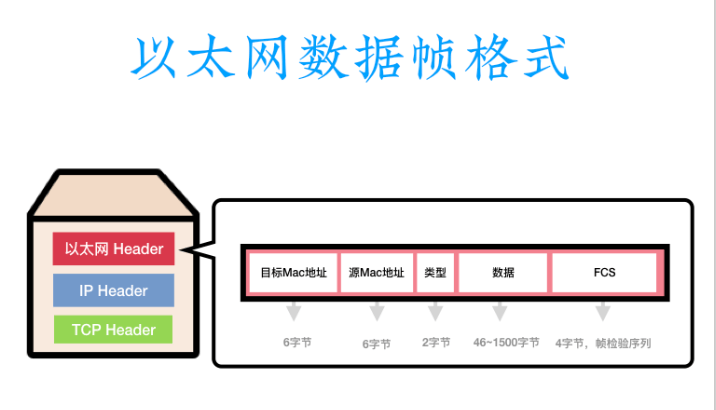 以太网数据帧格式
以太网 Header
IP Header
TCP Header
目标Mac地址 源Mac地址 类型 数据 FCS
6字节 6字节 2字节 46~1500字节 4字节，帧检验序列